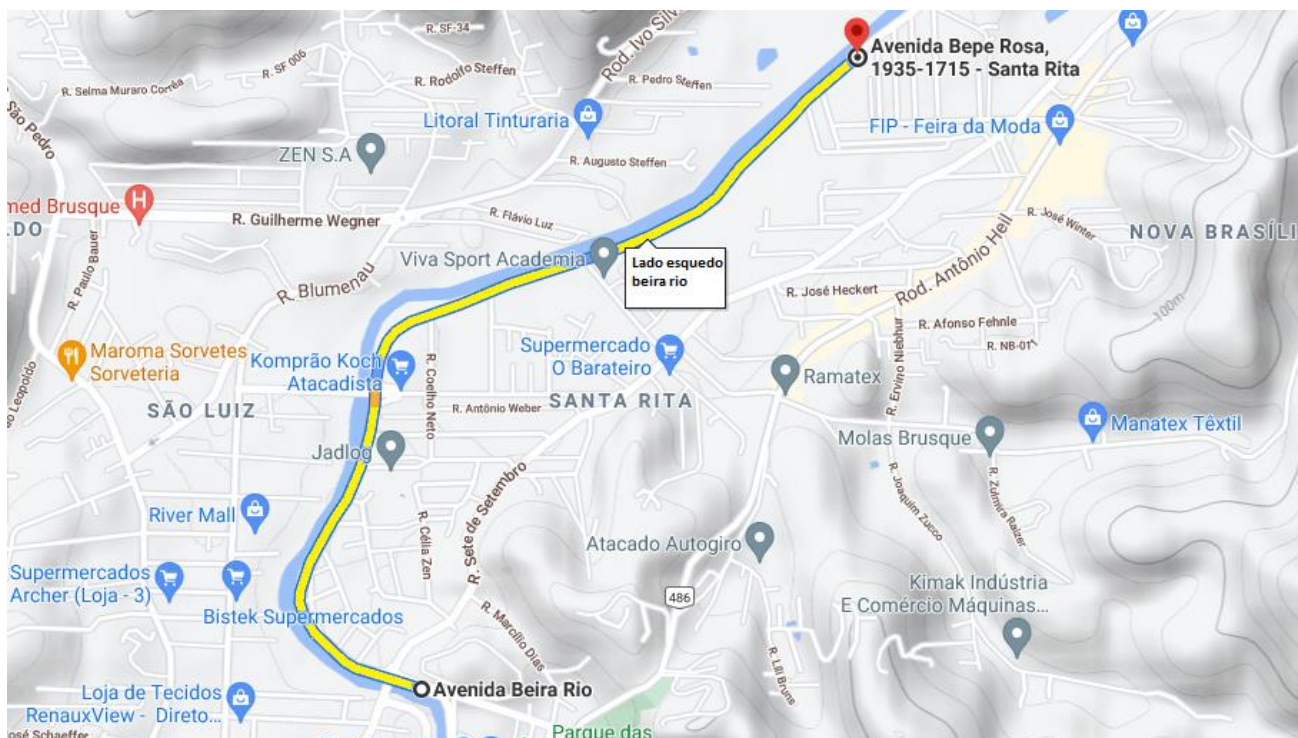 R. SF-34
Rod. Ivo Silv
Avenida Bepe Rosa,
1935-1715 - Santa Rita
R. SF 006
R. Rodolfo Steffen
R. Pedro Steffen
R. Selma Muraro Corrêa
São Pedro
Litoral Tinturaria
FIP - Feira da Moda
ZEN S.A
R. Augusto Steffen
med Brusque
H
LDO
R. Guilherme Wegner
R. Flávio Luz
R. José Winter
NOVA BRASÍLI
R. Paulo Bauer
Viva Sport Academia
Lado esquedo
beira rio
Rod. Antônio Heil
R. Blumenau
R. José Heckert
100m
R. Afonso Fehnle
R. NB-01
Maroma Sorvetes
Sorveteria
Komprão Koch
Atacadista
Supermercado
O Barateiro
R. Ervino Niebhur
Ramatex
o Leopoldo
SÃO LUIZ
R. Coelho Neto
R. Antônio Weber
SANTA RITA
Manatex Têxtil
Molas Brusque
Jadlog
R. Sete de Setembro
R. Joaquim Zucco
R. Zulmira Raizer
River Mall
R. Célia Zen
Atacado Autogiro
Supermercados
Archer (Loja - 3)
Kimak Indústria
E Comércio Máquinas...
486
Bistek Supermercados
R. Marcílio Dias
R. Lili Bruns
Avenida Beira Rio
Loja de Tecidos
RenauxView - Direto...
Parque das
osé Schaeffer